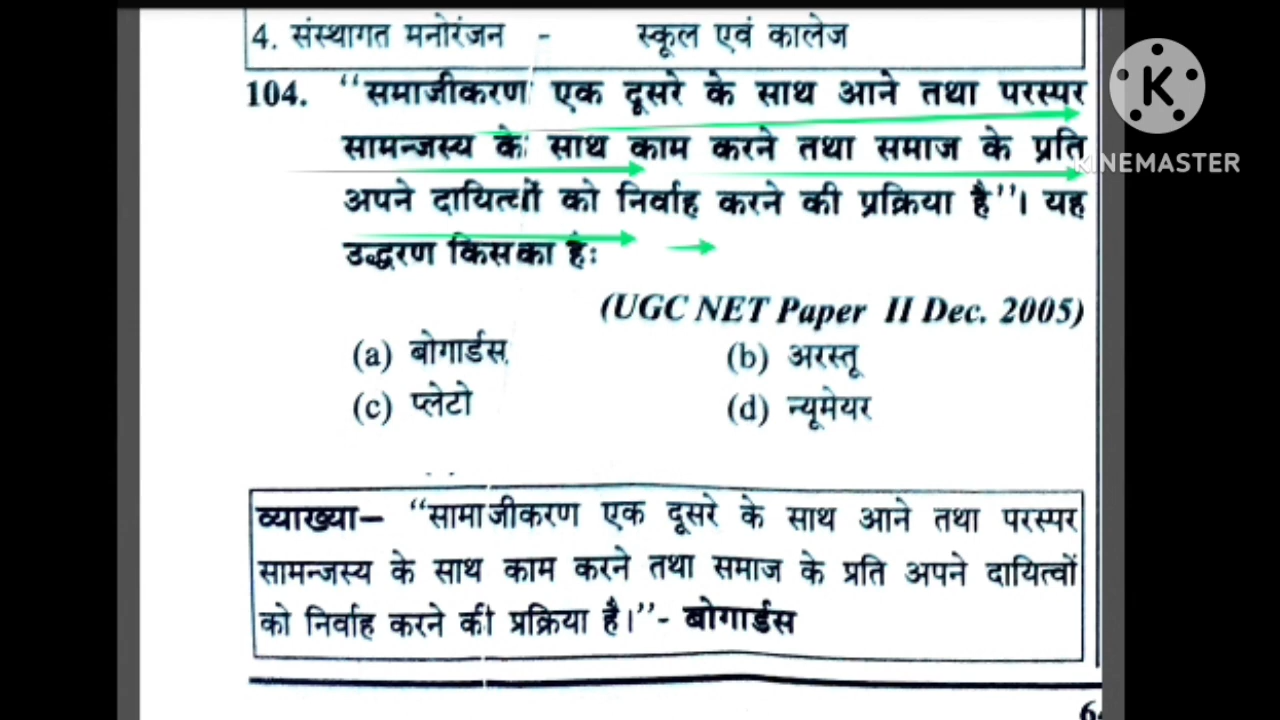 4. संस्थागत मनोरंजन - स्कूल एवं कालेज
104. ‘‘समाजीकरण एक दूसरे के साथ आने तथा परस्पर
सामन्जस्य के साथ काम करने तथा समाज के प्रति
अपने दायित्वों को निर्वाह करने की प्रक्रिया है’’। यह
उद्धरण किसका है:
(UGC NET Paper II Dec. 2005)
(a) बोगार्डस (b) अरस्तू
(c) प्लेटो (d) न्यूमेयर
व्याख्या– ‘‘सामाजीकरण एक दूसरे के साथ आने तथा परस्पर
सामन्जस्य के साथ काम करने तथा समाज के प्रति अपने दायित्वों
को निर्वाह करने की प्रक्रिया है।’’- बोगार्डस
K
KINEMASTER